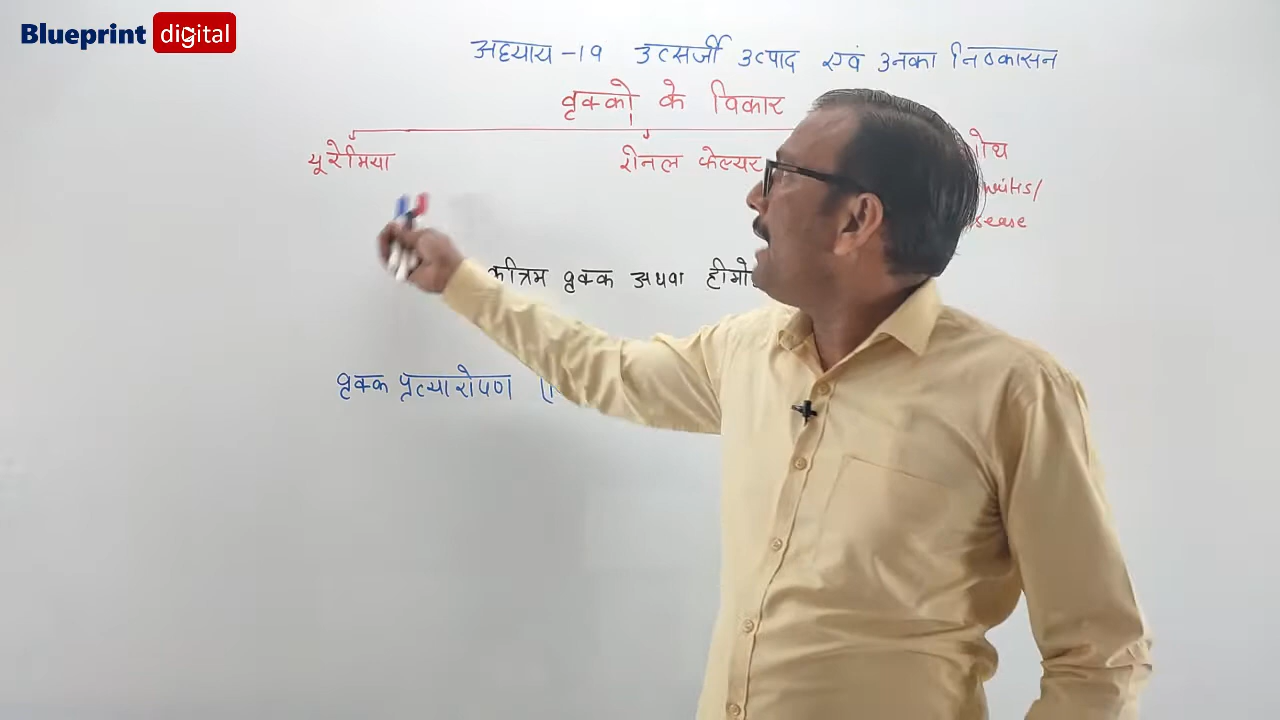 Blueprint digital
अध्याय -19 उत्सर्जी उत्पाद एवं उनका निष्कासन
वृक्को के विकार
यूरेमिया रीनल फेल्यर
कृत्रिम वृक्क अथवा
वृक्क प्रत्यारोपण